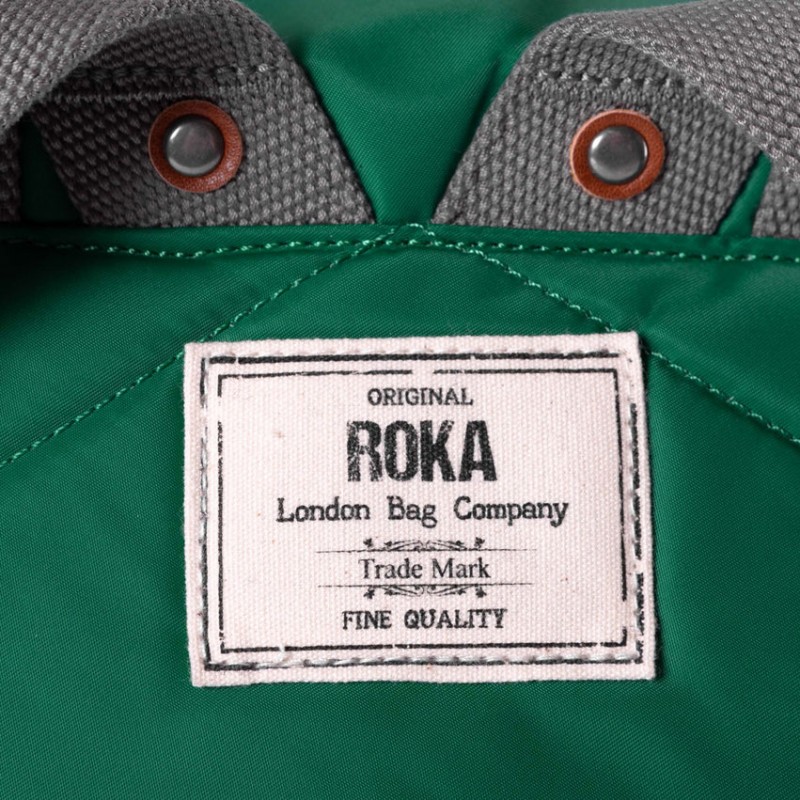 ORIGINAL
ROKA
London Bag Company
Trade Mark
FINE QUALITY